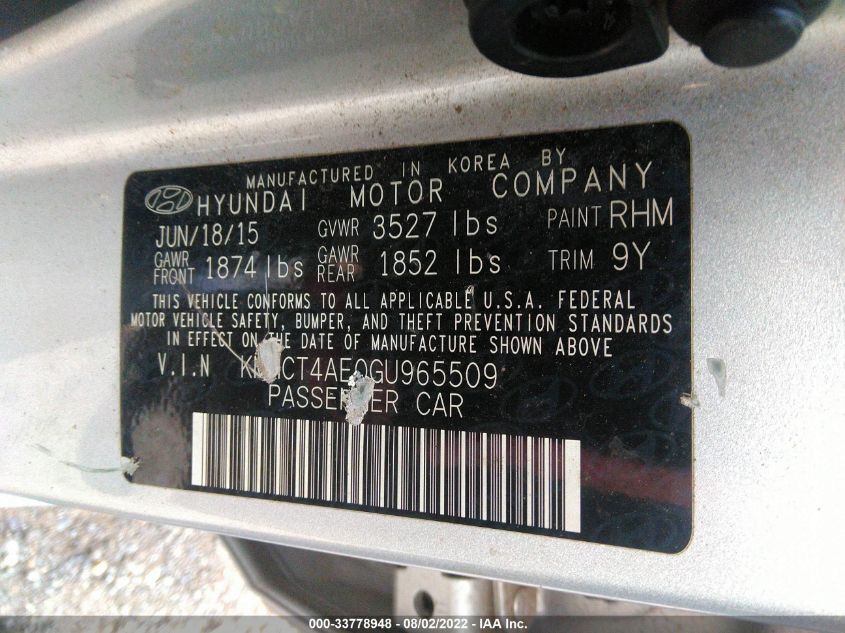 MANUFACTURED IN KOREA BY
HYUNDAI MOTOR COMPANY
JUN/18/15 GVWR 3527 lbs PAINT RHM
GAWR FRONT 1874 lbs GAWR REAR 1852 lbs TRIM 9Y
THIS VEHICLE CONFORMS TO ALL APPLICABLE U.S.A. FEDERAL
MOTOR VEHICLE SAFETY, BUMPER, AND THEFT PREVENTION STANDARDS
IN EFFECT ON THE DATE OF MANUFACTURE SHOWN ABOVE
V.I.N
PASSENGER CAR
000-33778948 - 08/02/2022 - IAA Inc.